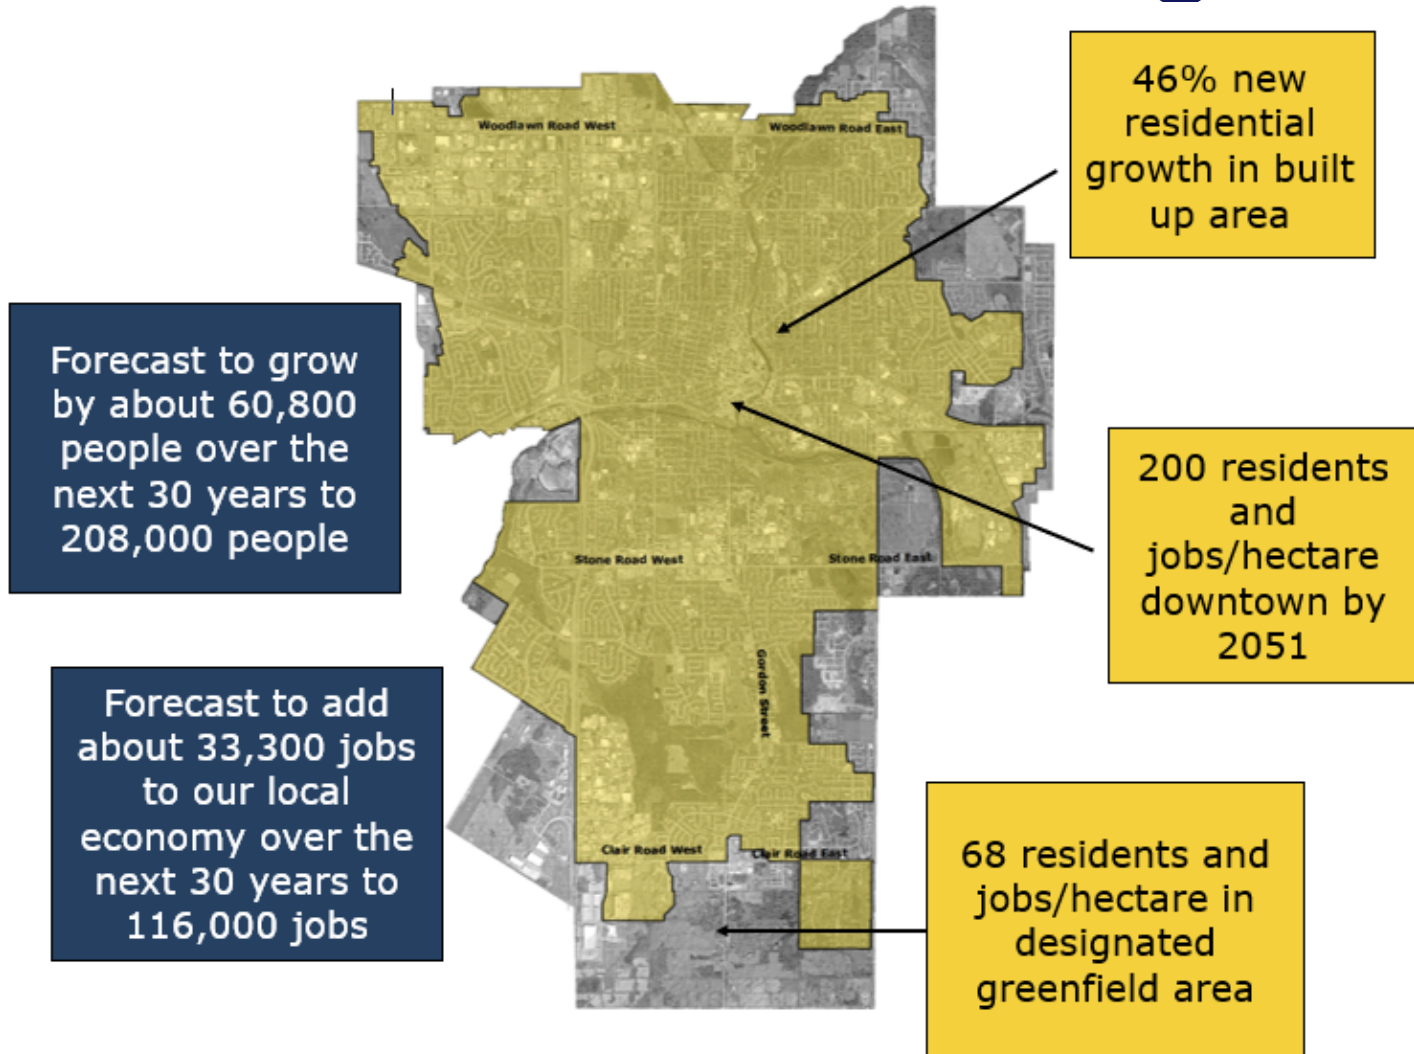 46% new
residential
growth in built
up area
Woodlawn Road West
Woodlawn Road East
Forecast to grow
by about 60,800
people over the
next 30 years to
208,000 people
200 residents
and
jobs/hectare
downtown by
2051
Stone Road West
Stone Road East
Gordon Street
Forecast to add
about 33,300 jobs
to our local
economy over the
next 30 years to
116,000 jobs
Clair Road West
Clair Road East
68 residents and
jobs/hectare in
designated
greenfield area